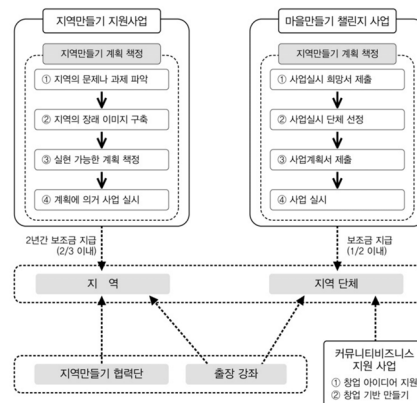 지역만들기 지원사업
지역만들기 계획 책정
① 지역의 문제나 과제 파악
② 지역의 장래 이미지 구축
③ 실현 가능한 계획 책정
④ 계획에 의거 사업 실시
마을만들기 챌린지 사업
지역만들기 계획 책정
① 사업실시 희망서 제출
② 사업실시 단체 선정
③ 사업계획서 제출
④ 사업 실시
2년간 보조금 지급
(2/3 이내)
보조금 지급
(1/2 이내)
지 역
지역 단체
지역만들기 협력단
출장 강좌
커뮤니티비즈니스
지원 사업
① 창업 아이디어 지원
② 창업 기반 만들기